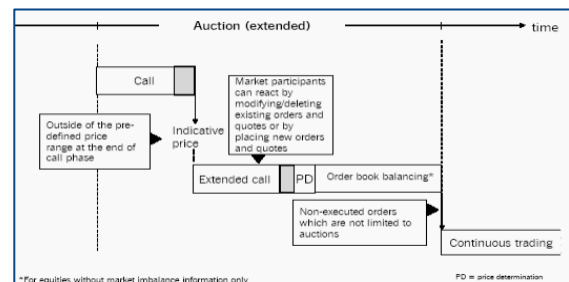 Auction (extended)
time
Call
Market participants
can react by
modifying/deleting
existing orders and
quotes or by
placing new orders
and quotes
Outside of the pre-
defined price
range at the end of
call phase
Indicative
price
Extended call
PD
Order book balancing*
Non-executed orders
which are not limited to
auctions
Continuous trading
*For equities without market imbalance information only
PD = price determination